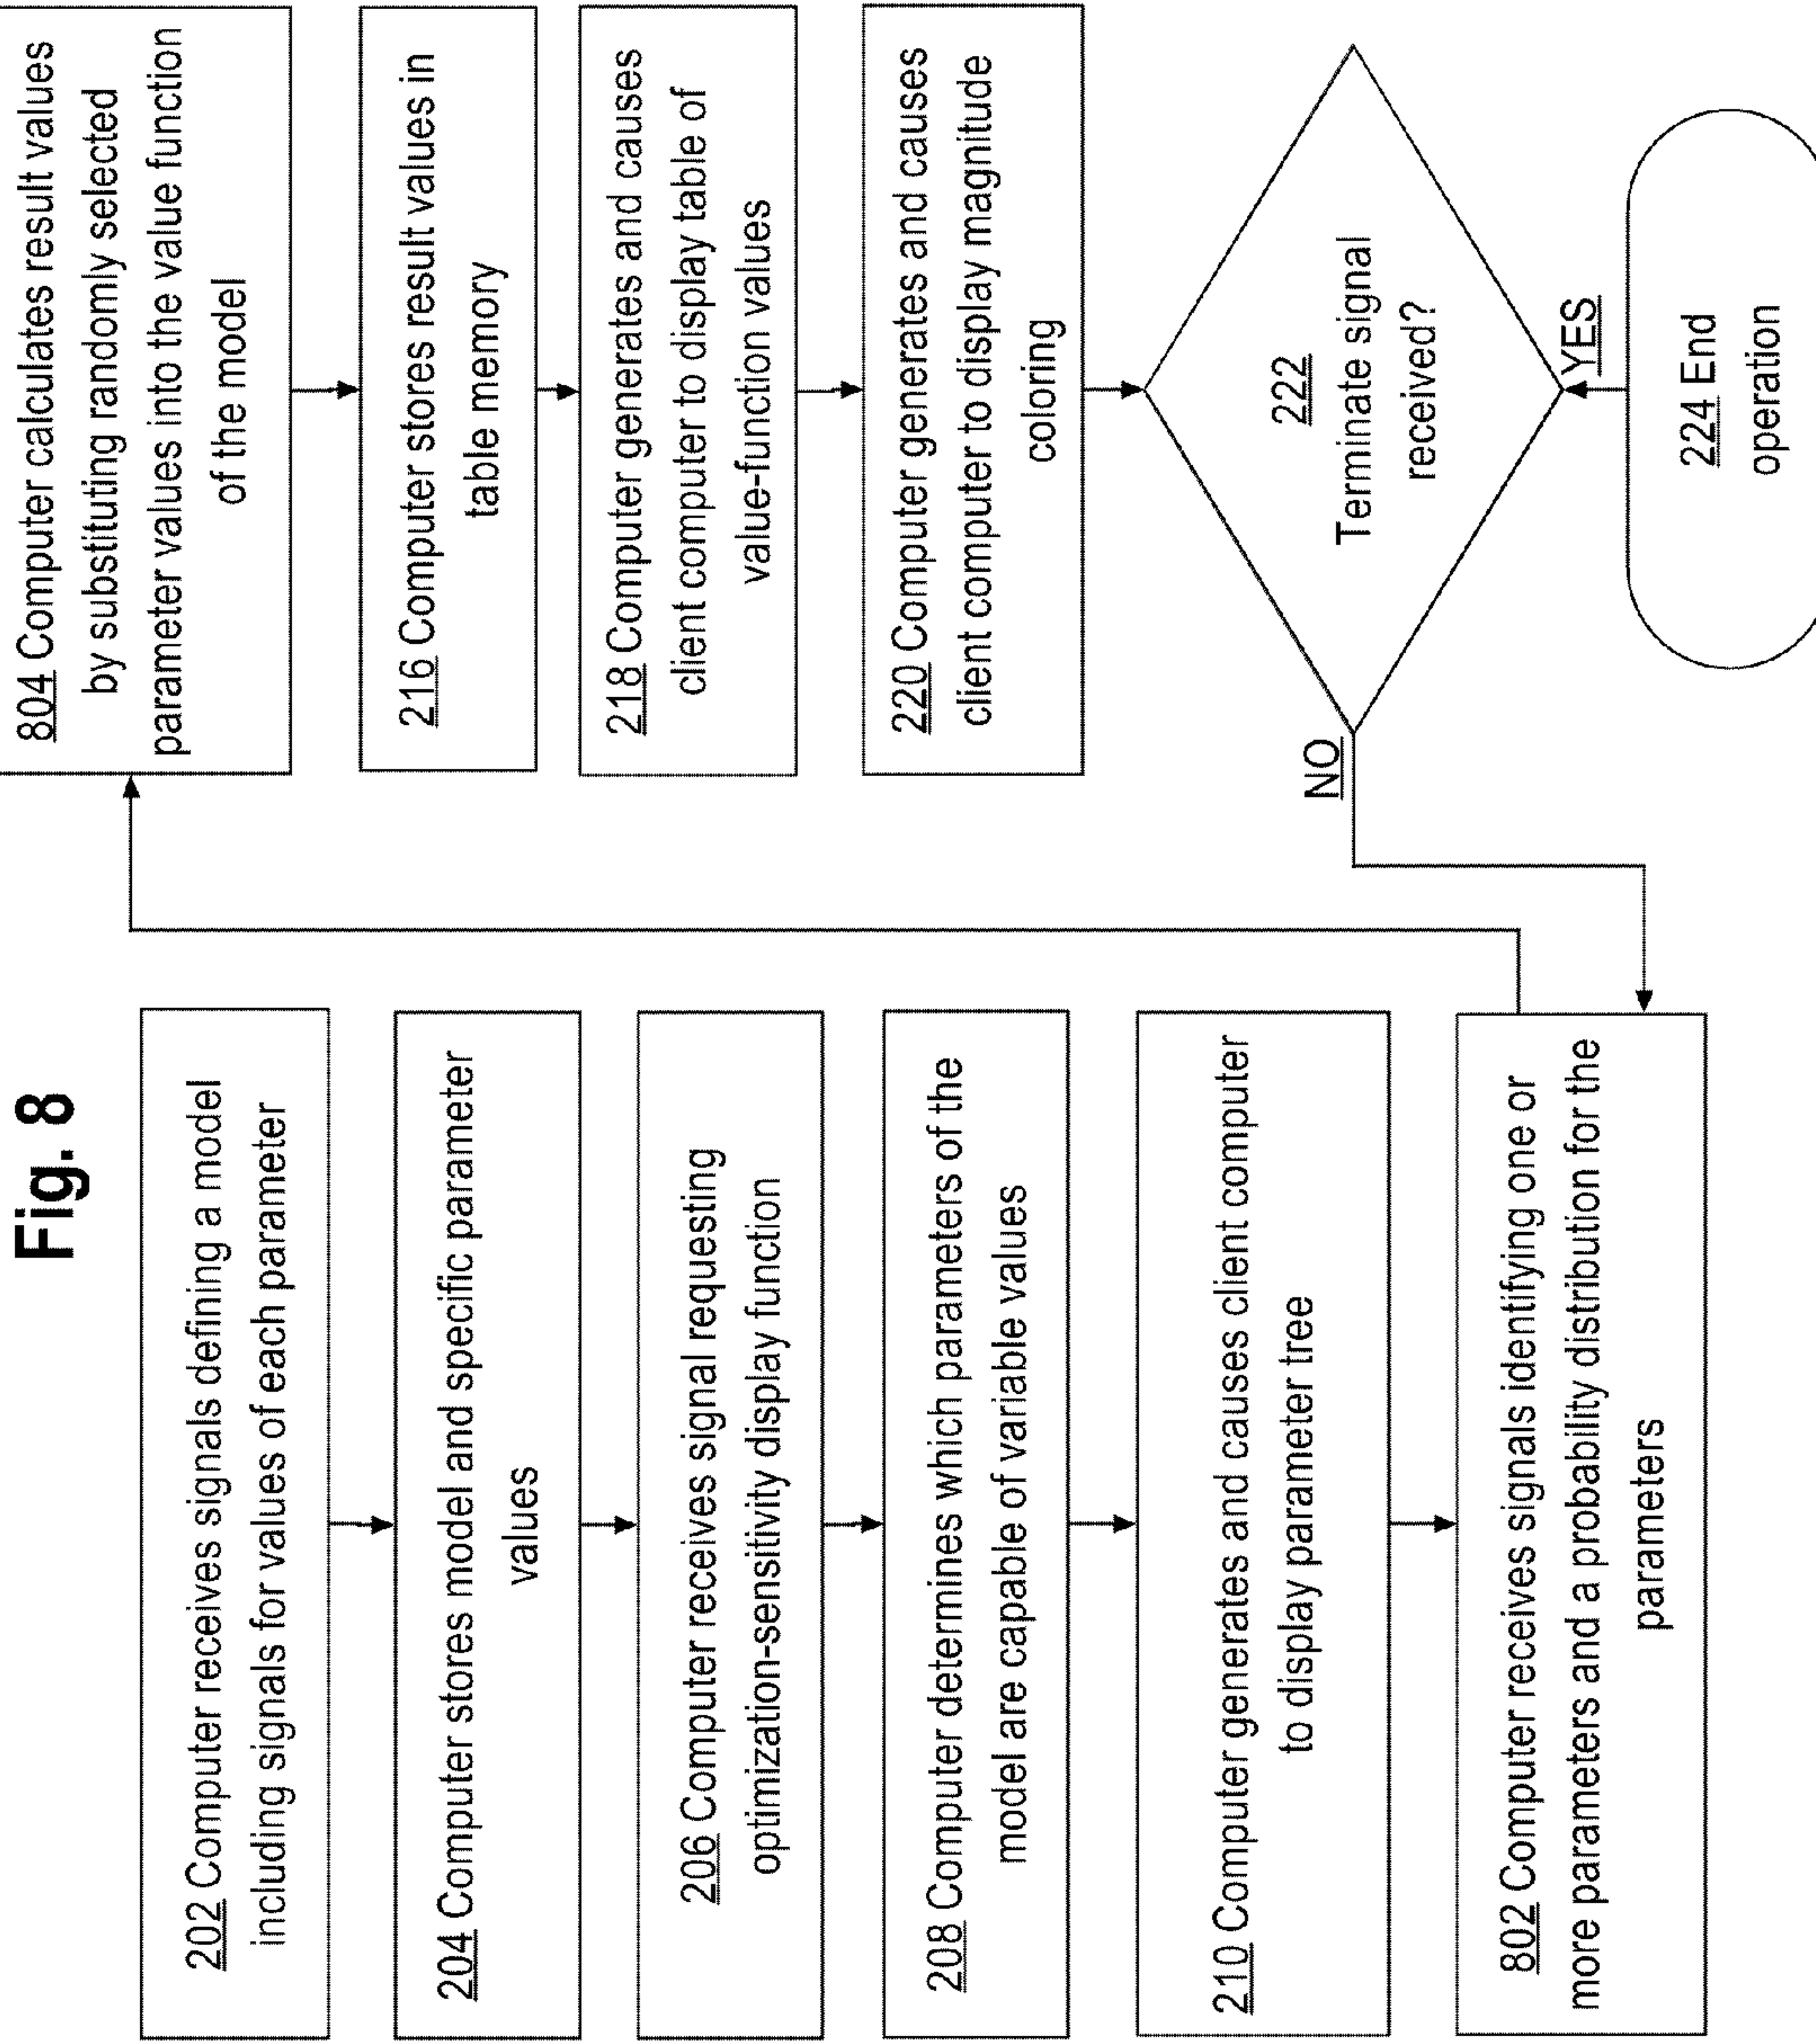 Fig. 8
202 Computer receives signals defining a model
including signals for values of each parameter
204 Computer stores model and specific parameter
values
206 Computer receives signal requesting
optimization-sensitivity display function
208 Computer determines which parameters of the
model are capable of variable values
210 Computer generates and causes client computer
to display parameter tree
802 Computer receives signals identifying one or
more parameters and a probability distribution for the
parameters
804 Computer calculates result values
by substituting randomly selected
parameter values into the value function
of the model
216 Computer stores result values in
table memory
218 Computer generates and causes
client computer to display table of
value-function values
220 Computer generates and causes
client computer to display magnitude
coloring
222
Terminate signal
received?
NO
YES
224 End
operation